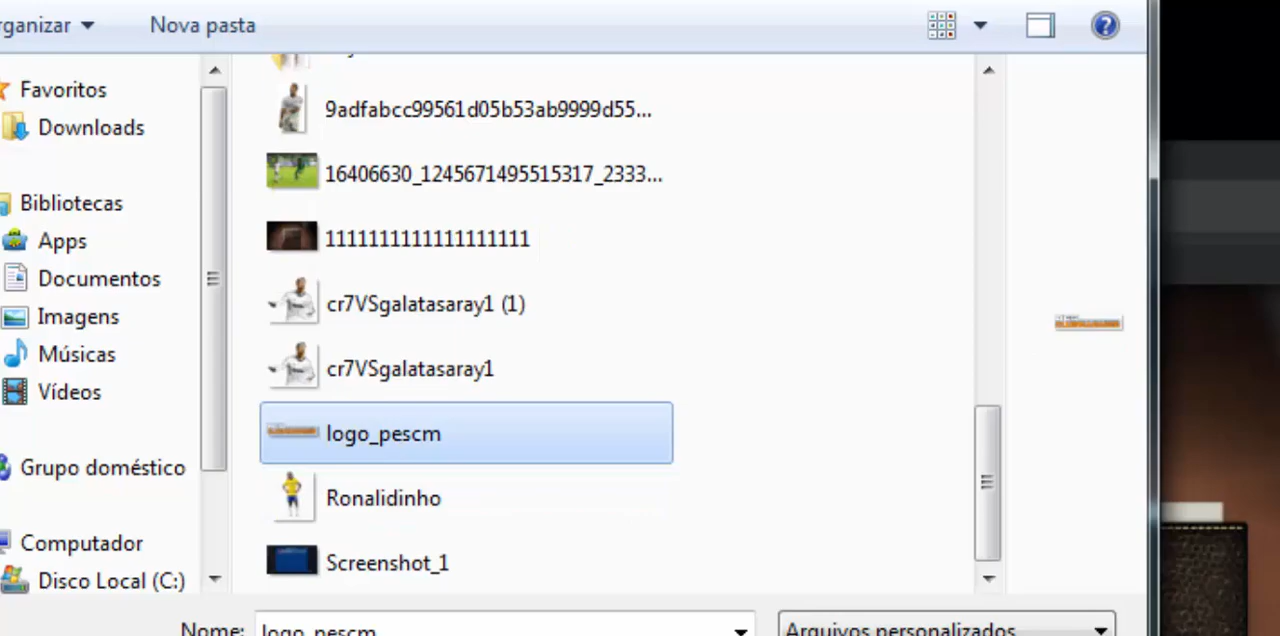 rganizar
Nova pasta
Favoritos
Downloads
Bibliotecas
Apps
Documentos
Imagens
Músicas
Vídeos
Grupo doméstico
Computador
Disco Local (C:)
9adfabcc99561d05b53ab9999d55...
16406630_1245671495515317_2333...
1111111111111111111
cr7VSgalatasaray1 (1)
cr7VSgalatasaray1
logo_pescm
Ronalidinho
Screenshot_1
Nome:
logo_pescm
Arquivos personalizados